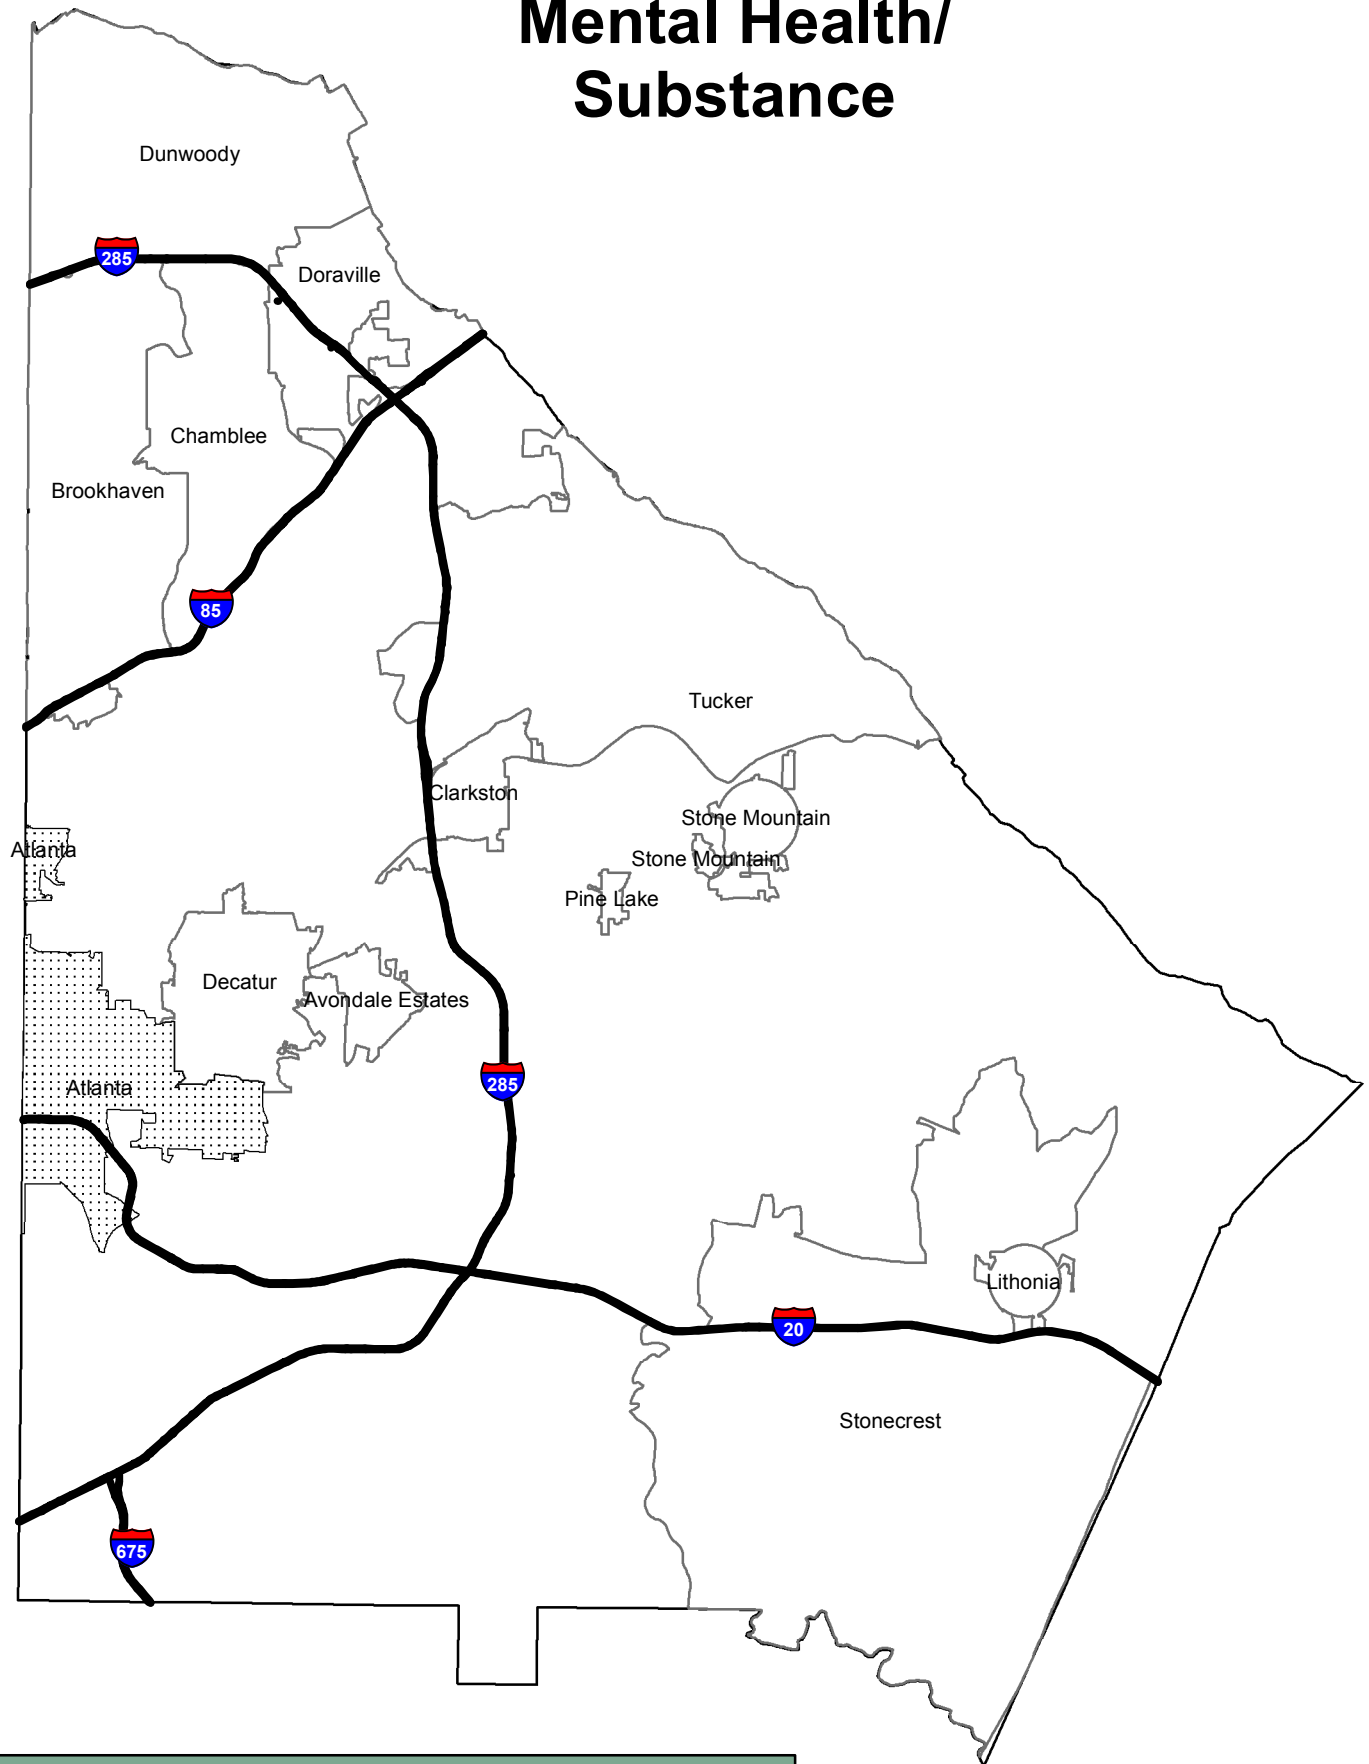 Mental Health/
Substance
Dunwoody
285
Doraville
Chamblee
Brookhaven
85
Tucker
Clarkston
Stone Mountain
Atlanta
Stone Mountain
Pine Lake
Decatur
Avondale Estates
285
Atlanta
Lithonia
20
Stonecrest
675